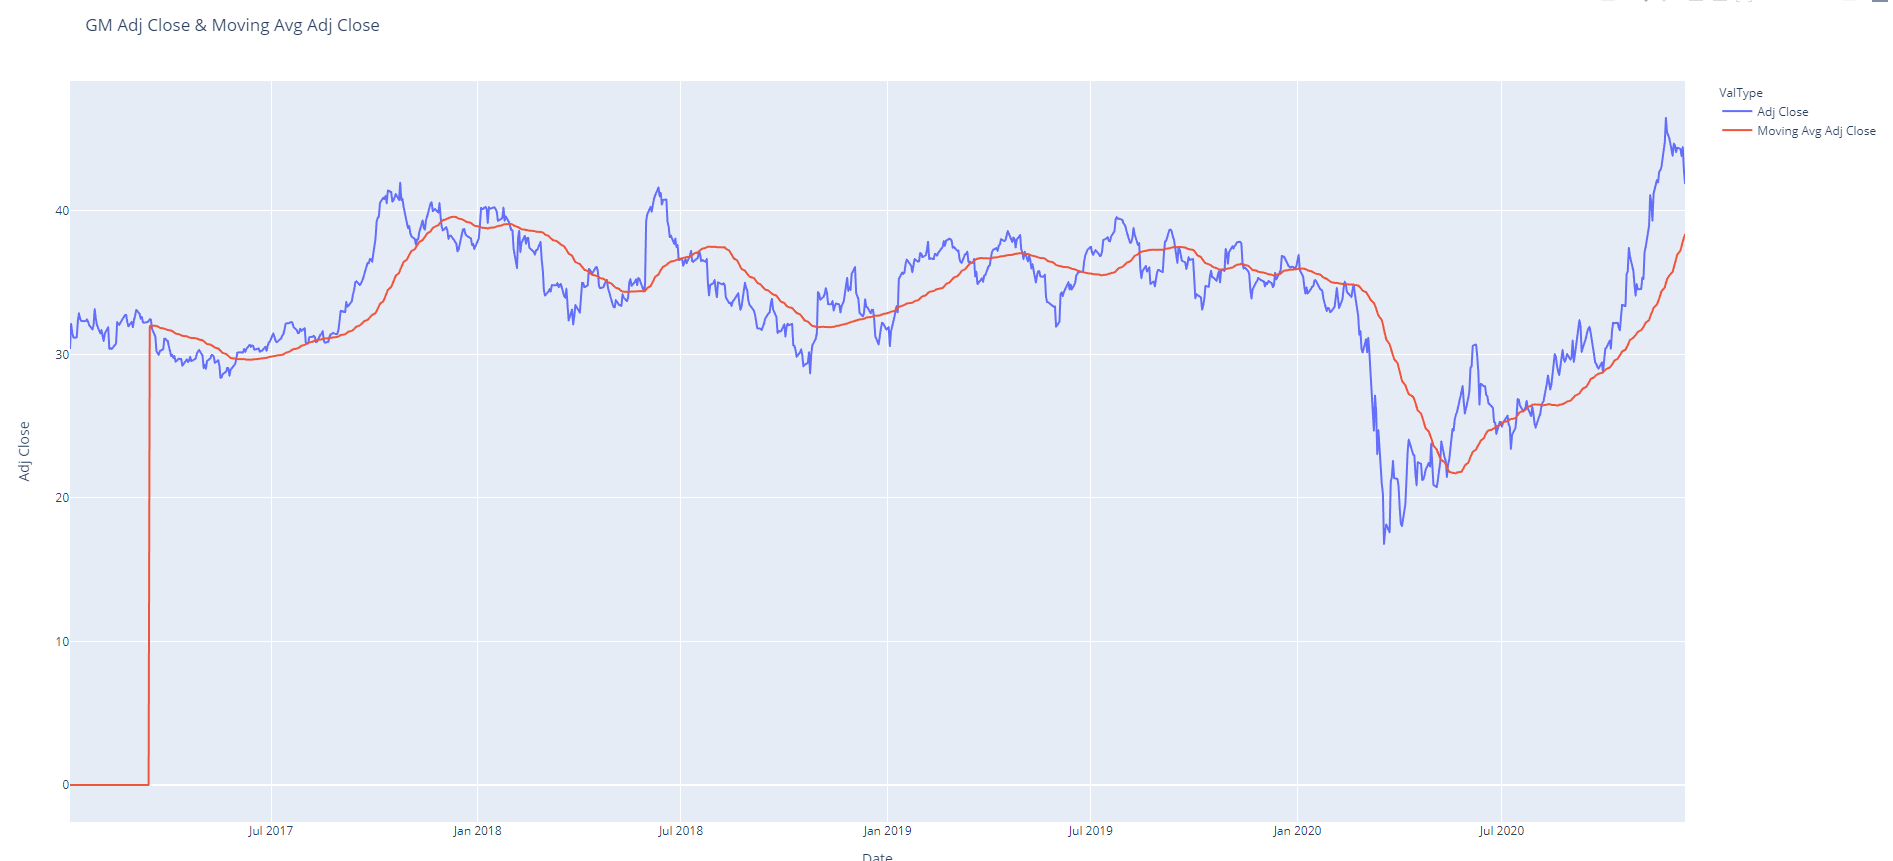 GM Adj Close & Moving Avg Adj Close
ValType
Adj Close
Moving Avg Adj Close
Adj Close
40
30
20
10
0
Jul 2017
Jan 2018
Jul 2018
Jan 2019
Jul 2019
Jan 2020
Jul 2020
Date